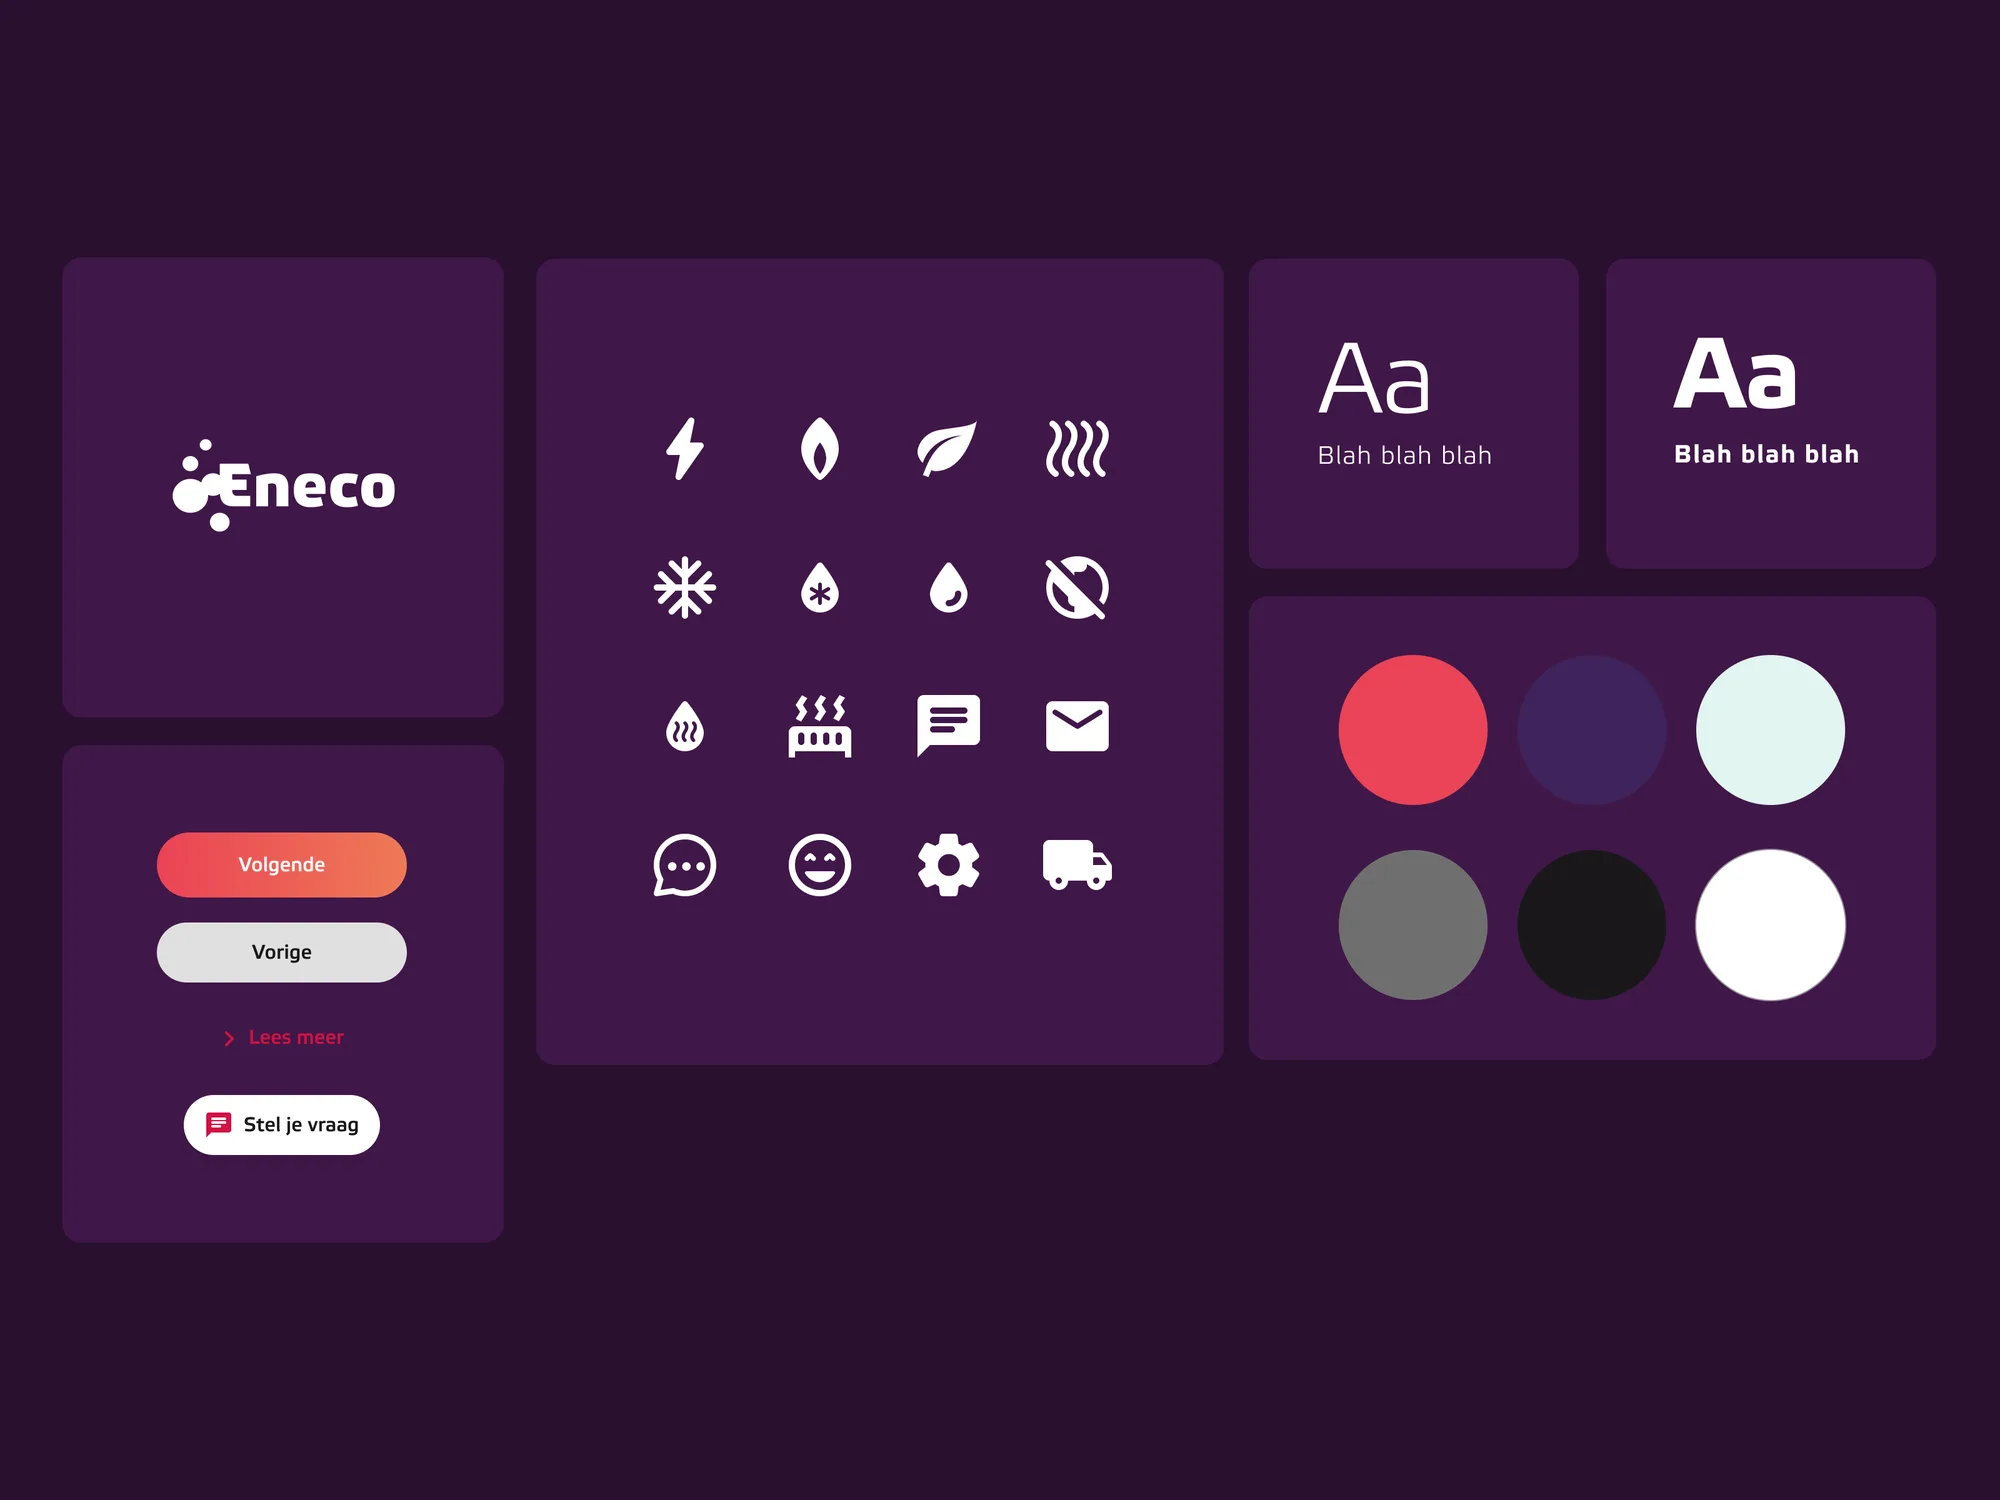 Eneco
Volgende
Vorige
Lees meer
Stel je vraag
Aa
Blah blah blah
Aa
Blah blah blah